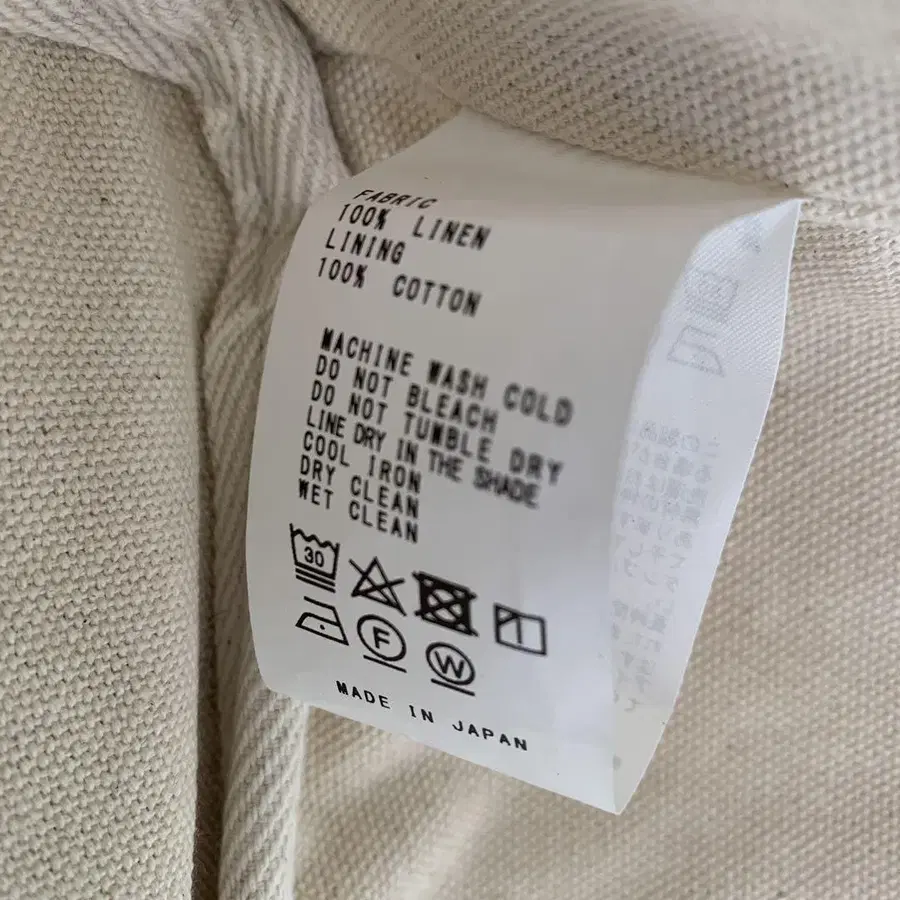 FABRIC
100% LINEN
LINING
100% COTTON
MACHINE WASH COLD
DO NOT BLEACH
DO NOT TUMBLE DRY
LINE DRY IN THE SHADE
COOL IRON
DRY CLEAN
WET CLEAN
30
F
W
MADE IN JAPAN